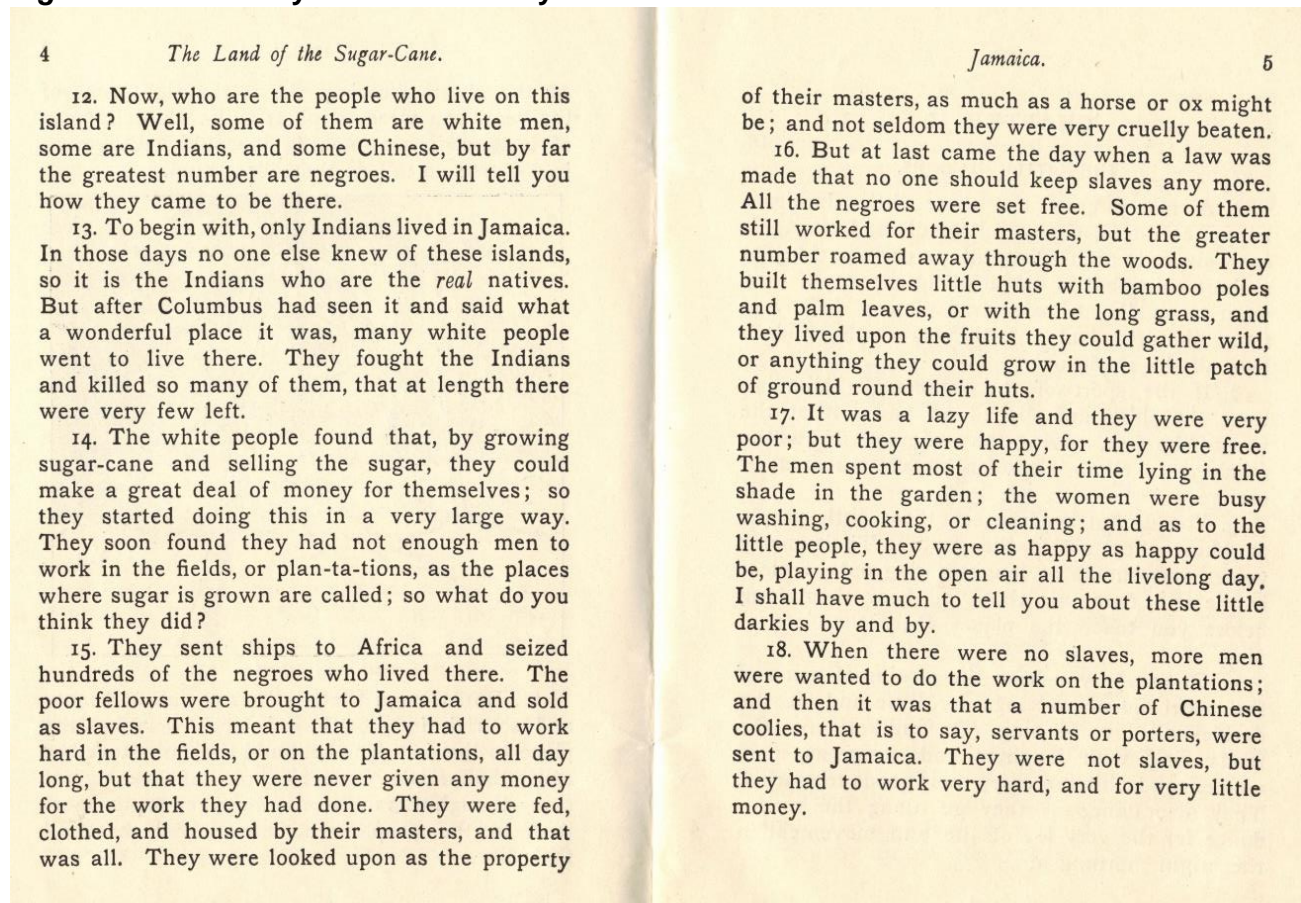 4 The Land of the Sugar-Cane.
12. Now, who are the people who live on this
island? Well, some of them are white men,
some are Indians, and some Chinese, but by far
the greatest number are negroes. I will tell you
how they came to be there.
13. To begin with, only Indians lived in Jamaica.
In those days no one else knew of these islands,
so it is the Indians who are the real natives.
But after Columbus had seen it and said what
a wonderful place it was, many white people
went to live there. They fought the Indians
and killed so many of them, that at length there
were very few left.
14. The white people found that, by growing
sugar-cane and selling the sugar, they could
make a great deal of money for themselves; so
they started doing this in a very large way.
They soon found they had not enough men to
work in the fields, or plan-ta-tions, as the places
where sugar is grown are called; so what do you
think they did?
15. They sent ships to Africa and seized
hundreds of the negroes who lived there. The
poor fellows were brought to Jamaica and sold
as slaves. This meant that they had to work
hard in the fields, or on the plantations, all day
long, but that they were never given any money
for the work they had done. They were fed,
clothed, and housed by their masters, and that
was all. They were looked upon as the property
Jamaica. 5
of their masters, as much as a horse or ox might
be; and not seldom they were very cruelly beaten.
16. But at last came the day when a law was
made that no one should keep slaves any more.
All the negroes were set free. Some of them
still worked for their masters, but the greater
number roamed away through the woods. They
built themselves little huts with bamboo poles
and palm leaves, or with the long grass, and
they lived upon the fruits they could gather wild,
or anything they could grow in the little patch
of ground round their huts.
17. It was a lazy life and they were very
poor; but they were happy, for they were free.
The men spent most of their time lying in the
shade in the garden; the women were busy
washing, cooking, or cleaning; and as to the
little people, they were as happy as happy could
be, playing in the open air all the livelong day.
I shall have much to tell you about these little
darkies by and by.
18. When there were no slaves, more men
were wanted to do the work on the plantations;
and then it was that a number of Chinese
coolies, that is to say, servants or porters, were
sent to Jamaica. They were not slaves, but
they had to work very hard, and for very little
money.